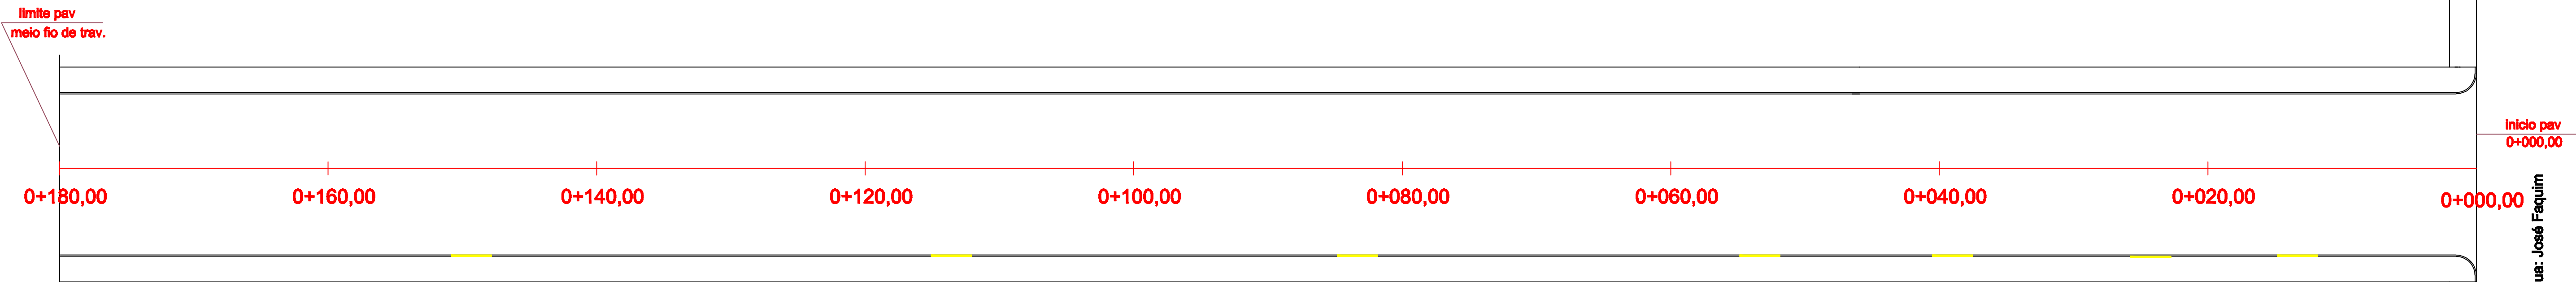 limite pav
meio fio de trav.
inicio pav
0+000,00
0+180,00
0+160,00
0+140,00
0+120,00
0+100,00
0+080,00
0+060,00
0+040,00
0+020,00
0+000,00
ua: José Faquim